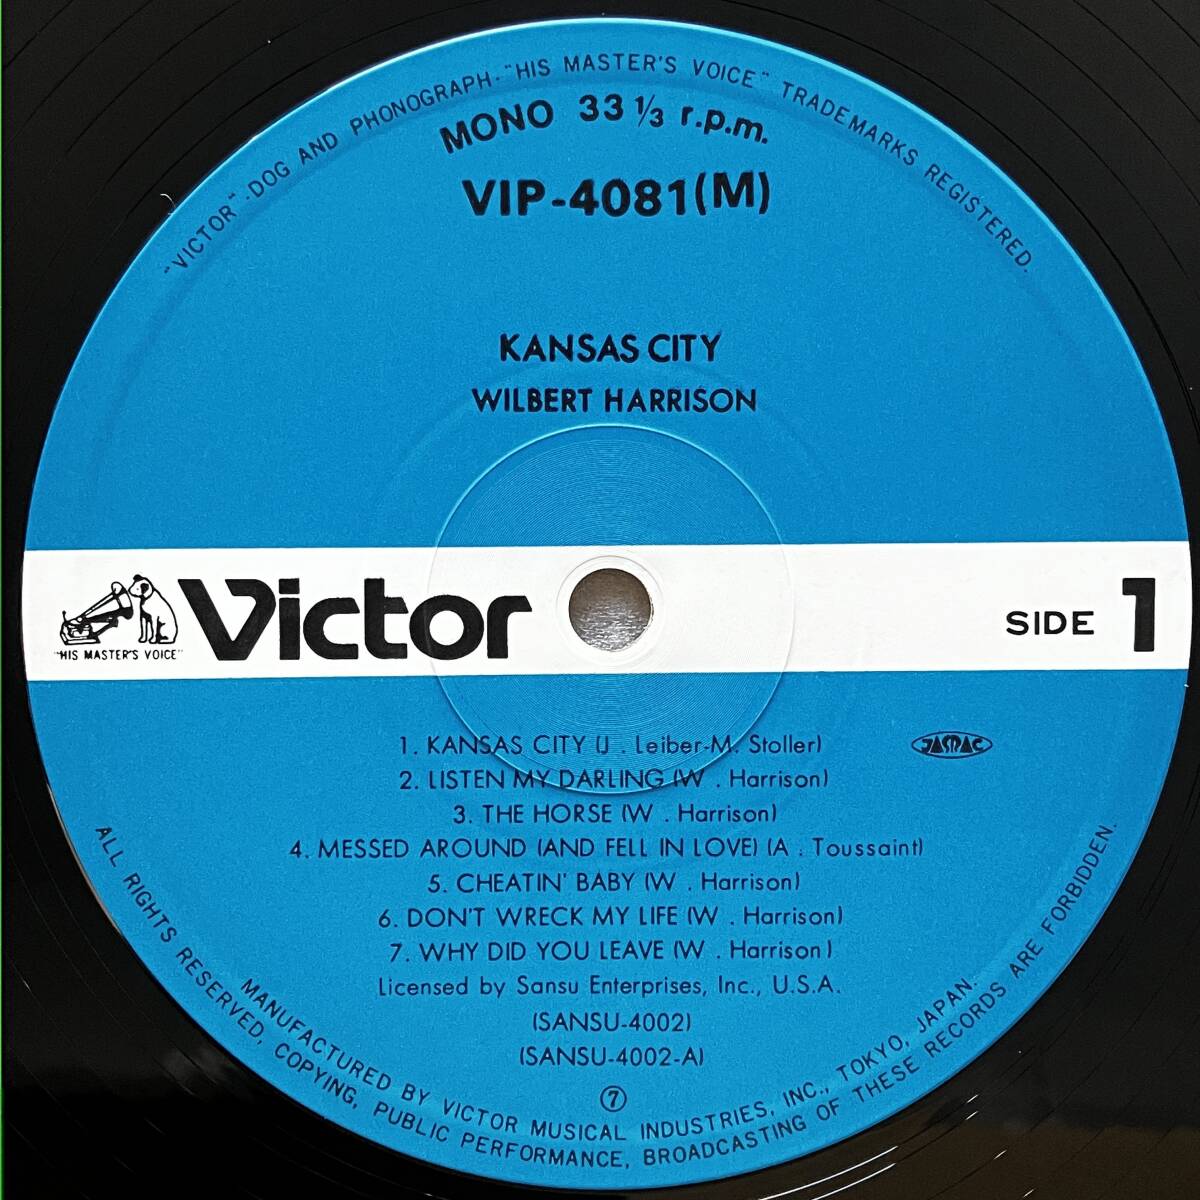 "VICTOR"·DOG AND PHONOGRAPH·"HIS MASTER'S VOICE" TRADEMARKS REGISTERED.
MONO 33 1/3 r.p.m.
VIP-4081(M)
KANSAS CITY
WILBERT HARRISON
Victor
"HIS MASTER'S VOICE"
SIDE 1
1. KANSAS CITY (J . Leiber-M. Stoller)
JASRAC
2. LISTEN MY DARLING (W . Harrison)
3. THE HORSE (W . Harrison)
4. MESSED AROUND (AND FELL IN LOVE) (A . Toussaint)
5. CHEATIN' BABY (W . Harrison)
6. DON'T WRECK MY LIFE (W . Harrison)
7. WHY DID YOU LEAVE (W . Harrison)
Licensed by Sansu Enterprises, Inc., U.S.A.
(SANSU-4002)
(SANSU-4002-A)
⑦
MANUFACTURED BY VICTOR MUSICAL INDUSTRIES, INC., TOKYO, JAPAN.
ALL RIGHTS RESERVED, COPYING, PUBLIC PERFORMANCE, BROADCASTING OF THESE RECORDS ARE FORBIDDEN.